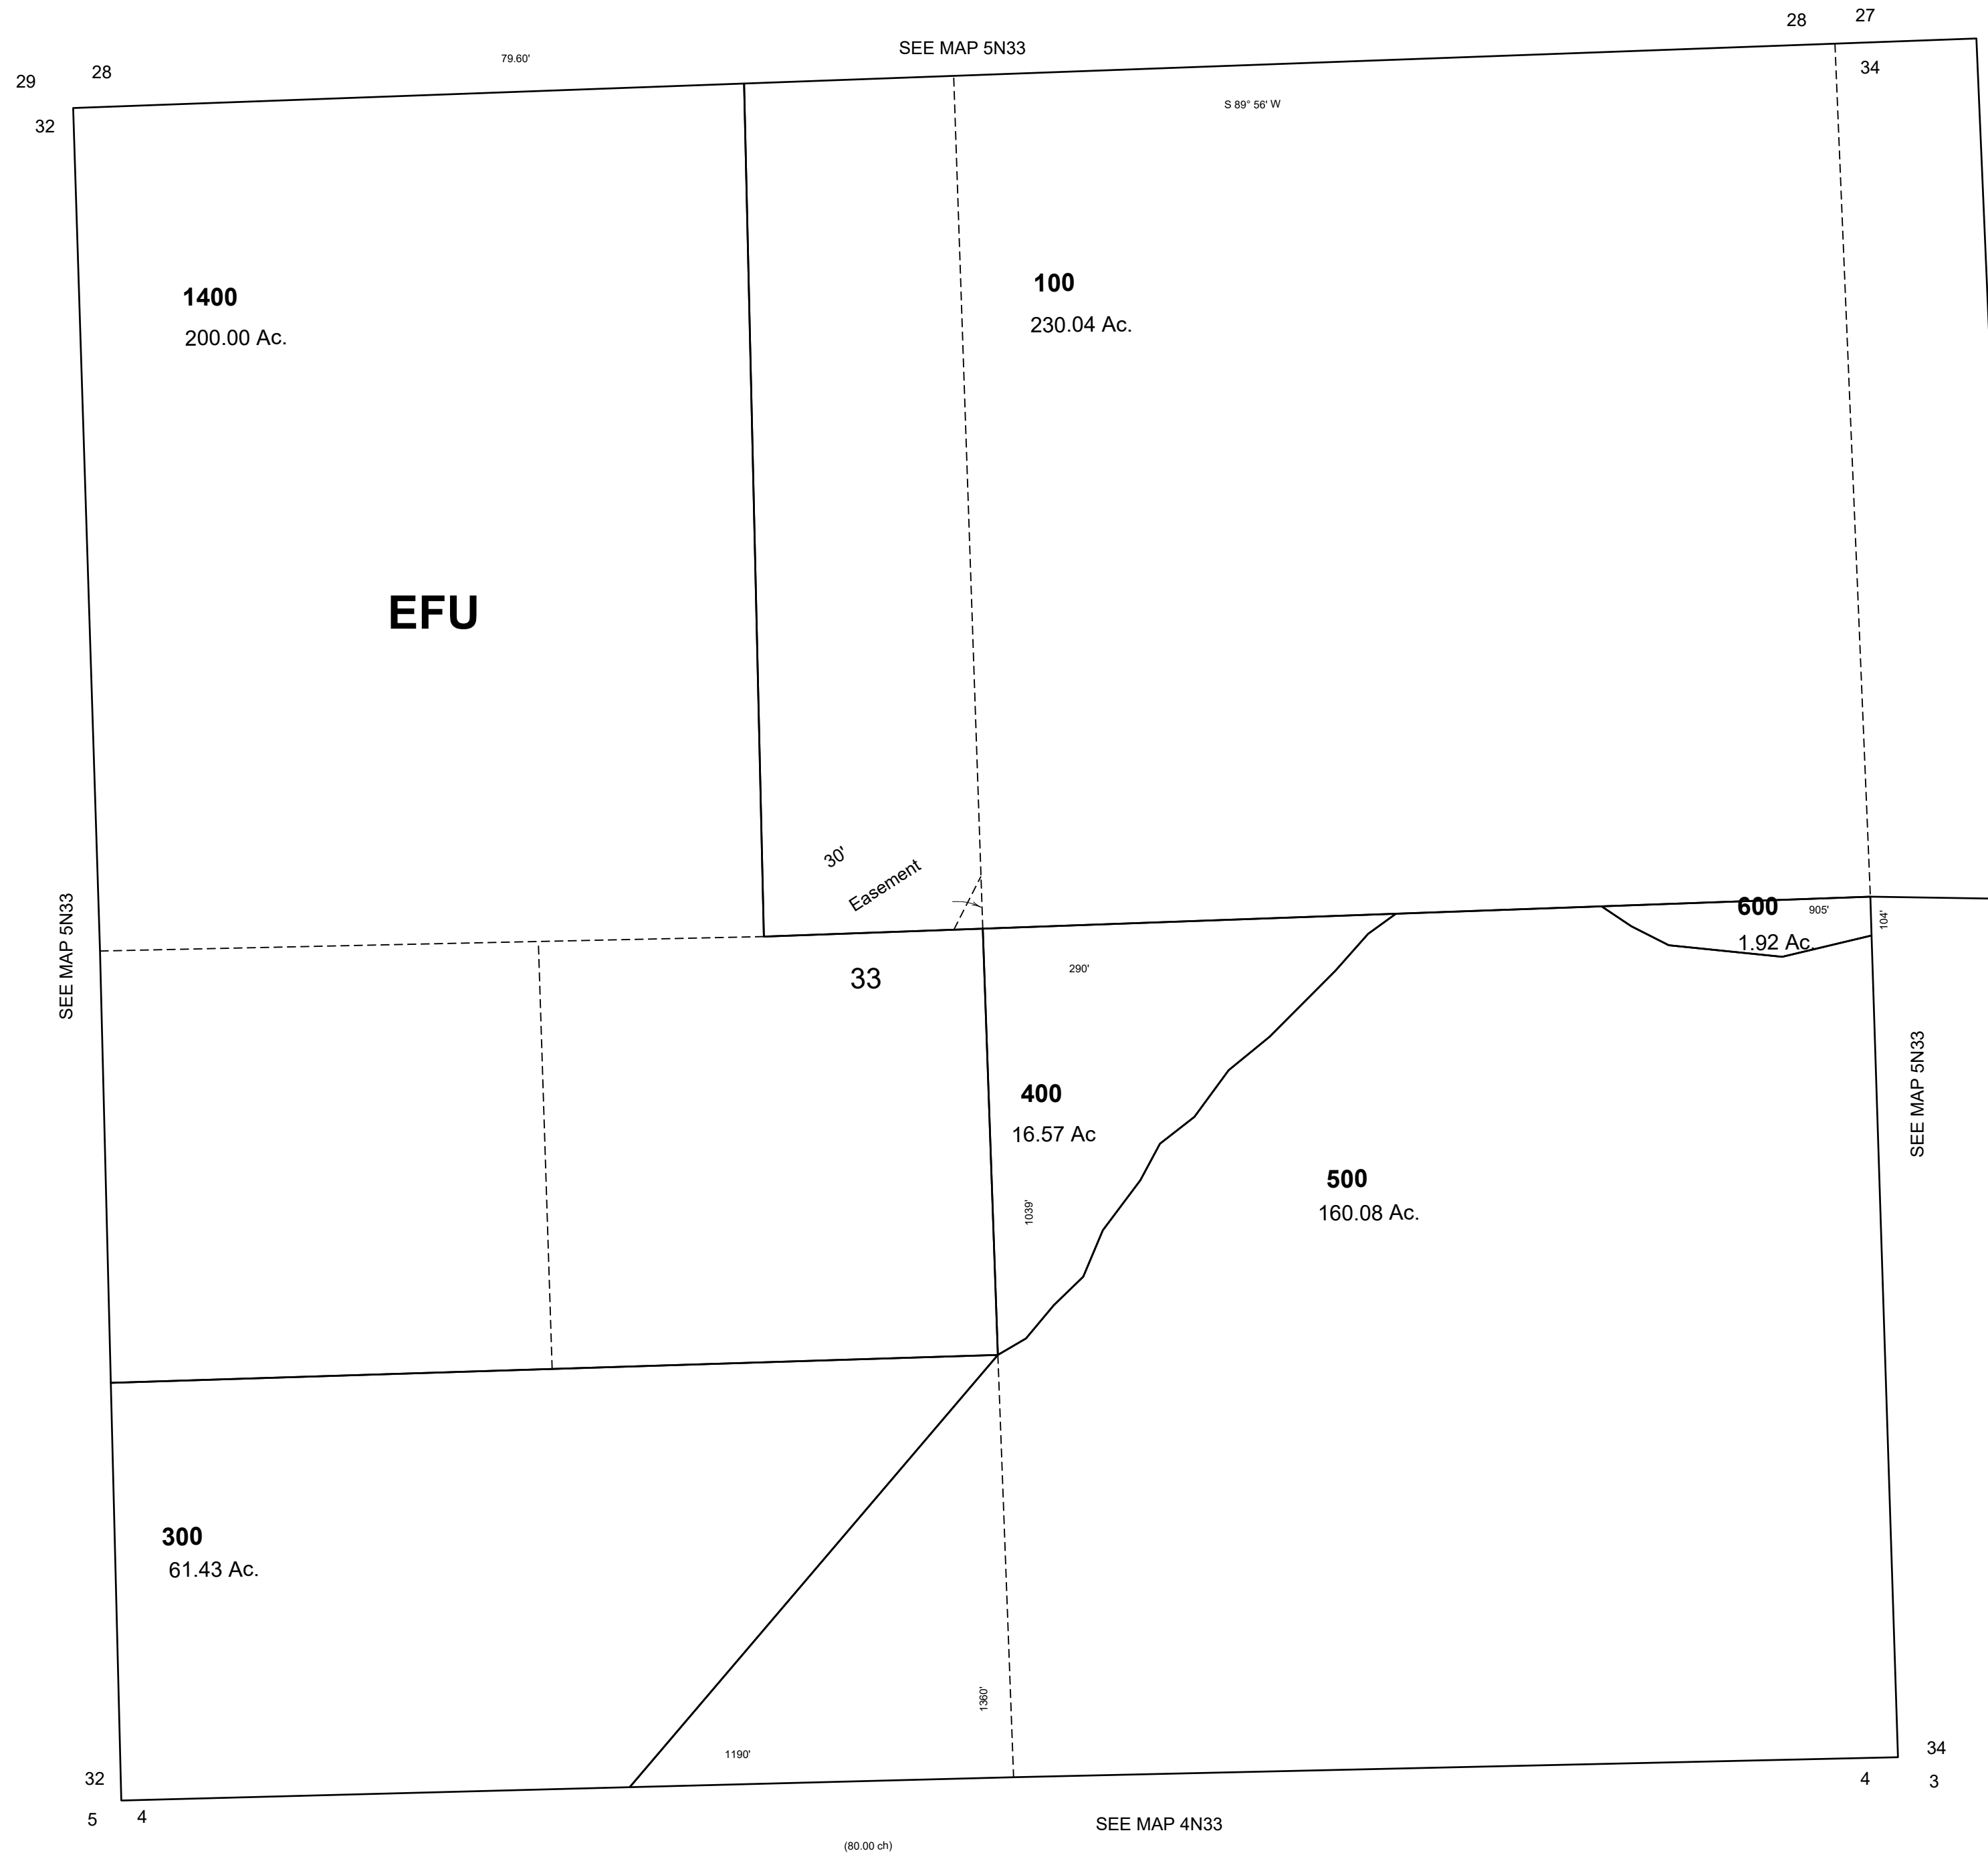 27
28
SEE MAP 5N33
79.60'
34
28
29
S 89° 56' W
32
100
1400
230.04 Ac.
200.00 Ac.
EFU
30'
Easement
600
905'
104'
1.92 Ac.
SEE MAP 5N33
33
290'
400
SEE MAP 5N33
16.57 Ac
500
1039'
160.08 Ac.
300
61.43 Ac.
1360'
1190'
34
32
4
3
5
4
SEE MAP 4N33
(80.00 ch)